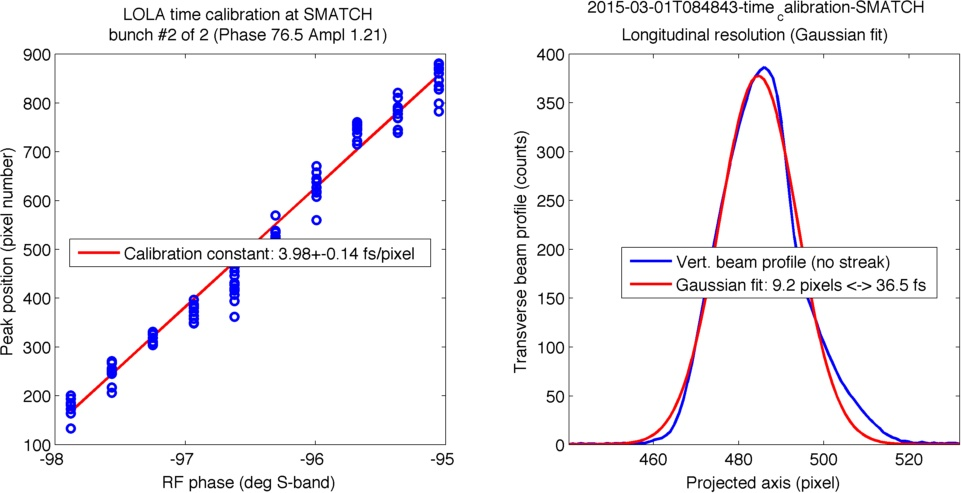 LOLA time calibration at SMATCH
bunch #2 of 2 (Phase 76.5 Ampl 1.21)
900
800
700
600
500
400
300
200
100
Peak position (pixel number)
Calibration constant: 3.98+-0.14 fs/pixel
-98
-97
-96
-95
RF phase (deg S-band)
2015-03-01T084843-time_calibration-SMATCH
Longitudinal resolution (Gaussian fit)
400
350
300
250
200
150
100
50
0
Transverse beam profile (counts)
Vert. beam profile (no streak)
Gaussian fit: 9.2 pixels <-> 36.5 fs
460
480
500
520
Projected axis (pixel)